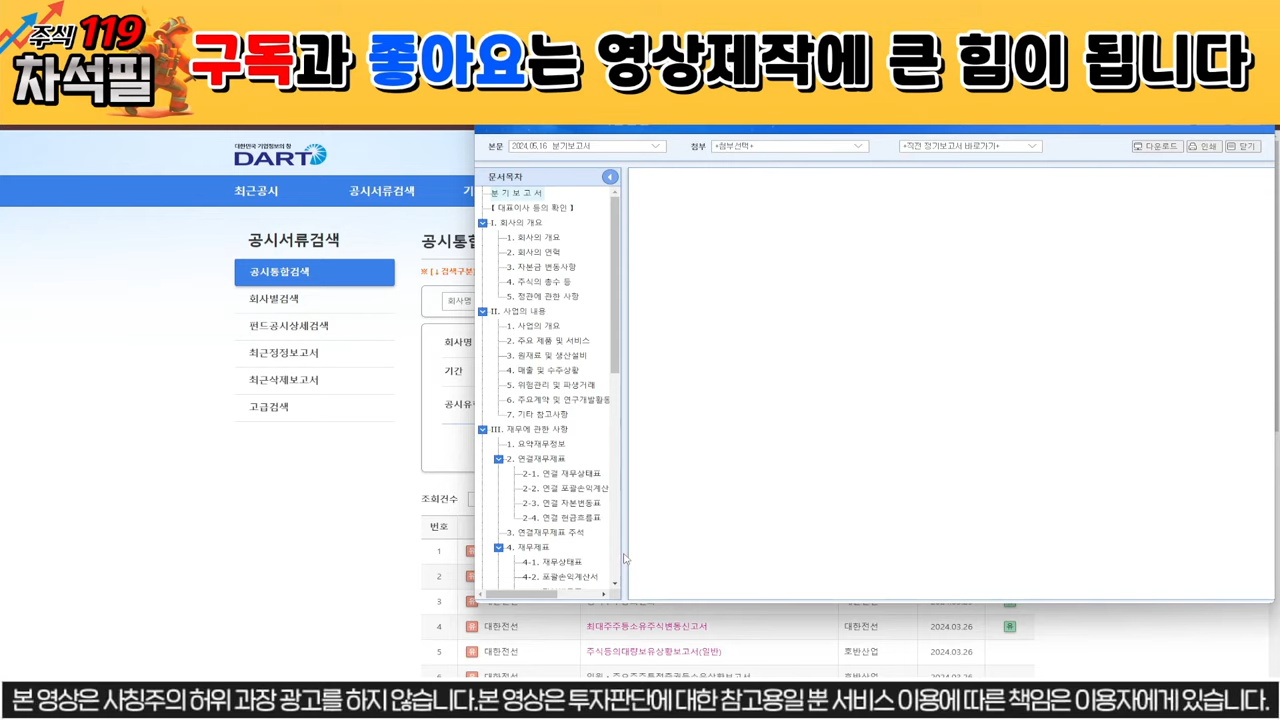 주식 119
차석필
구독과 좋아요는 영상제작에 큰 힘이 됩니다
대한민국 기업정보의 창
DART
최근공시
공시서류검색
공시서류검색
공시통합검색
회사별검색
펀드공시상세검색
최근정정보고서
최근삭제보고서
고급검색
회사명
회사명
기간
조회건수
번호
1
2
3
4 유 대한전선 최대주주등소유주식변동신고서 대한전선 2024.03.26 유
5 유 대한전선 주식등의대량보유상황보고서(일반) 호반산업 2024.03.26
본문 2024.05.16 분기보고서
첨부 +첨부선택+
+직전 정기보고서 바로가기+
다운로드 인쇄 닫기
문서목차
분 기 보 고 서
【 대표이사 등의 확인 】
I. 회사의 개요
1. 회사의 개요
2. 회사의 연혁
3. 자본금 변동사항
4. 주식의 총수 등
5. 정관에 관한 사항
II. 사업의 내용
1. 사업의 개요
2. 주요 제품 및 서비스
3. 원재료 및 생산설비
4. 매출 및 수주상황
5. 위험관리 및 파생거래
6. 주요계약 및 연구개발활동
7. 기타 참고사항
III. 재무에 관한 사항
1. 요약재무정보
2. 연결재무제표
2-1. 연결 재무상태표
2-2. 연결 포괄손익계산
2-3. 연결 자본변동표
2-4. 연결 현금흐름표
3. 연결재무제표 주석
4. 재무제표
4-1. 재무상태표
4-2. 포괄손익계산서
본 영상은 사칭주의 허위 과장 광고를 하지 않습니다.본 영상은 투자판단에 대한 참고용일 뿐 서비스 이용에 따른 책임은 이용자에게 있습니다.